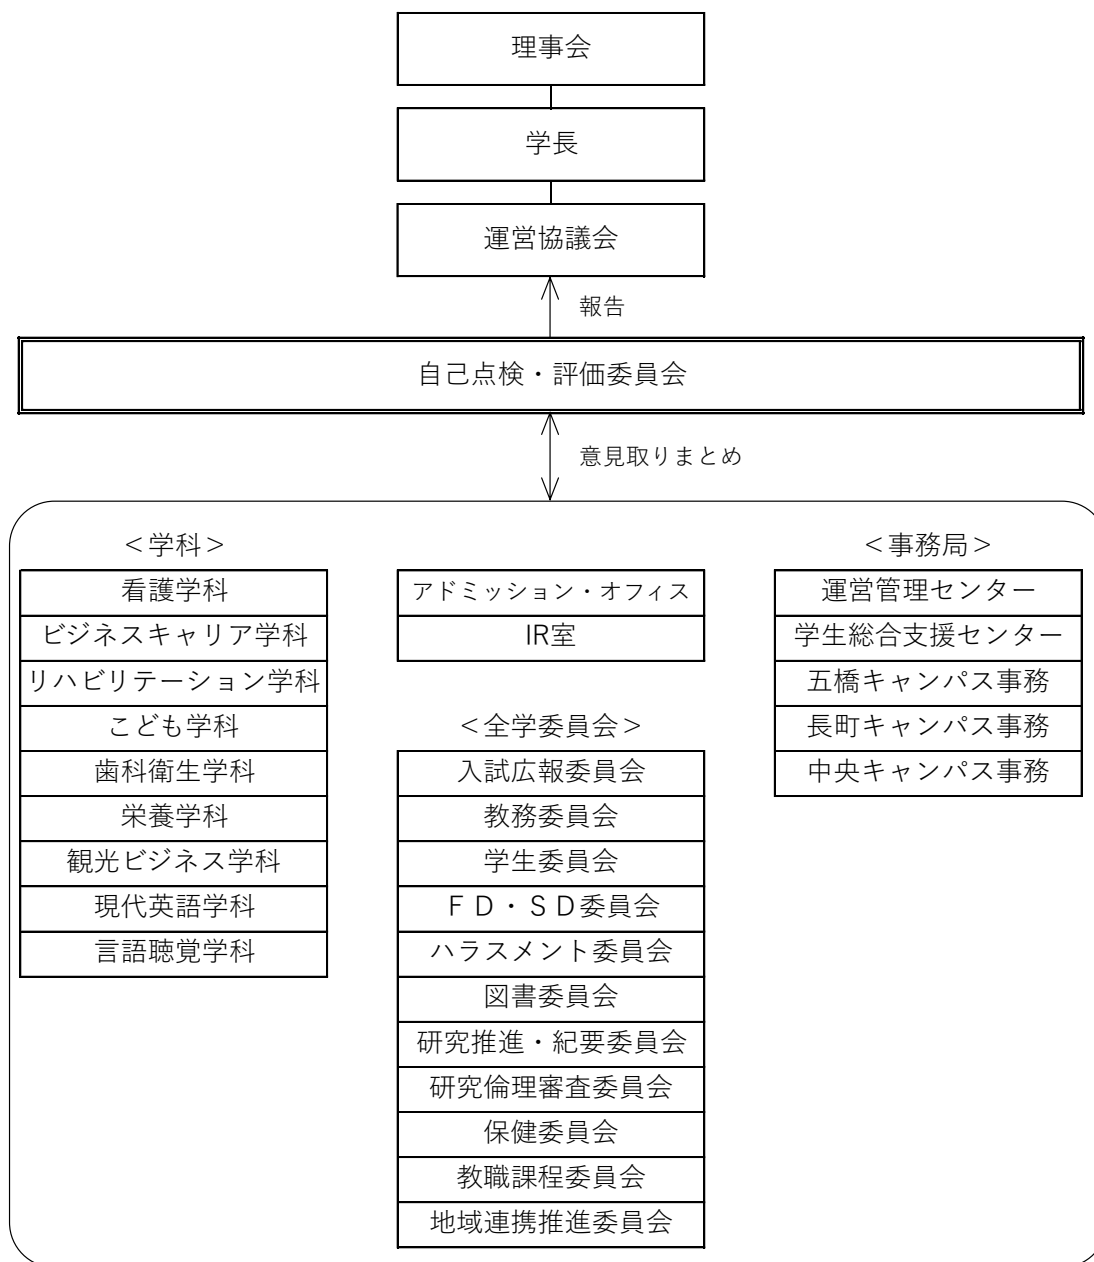 理事会
学長
運営協議会
報告
自己点検・評価委員会
意見取りまとめ
＜学科＞
看護学科
ビジネスキャリア学科
リハビリテーション学科
こども学科
歯科衛生学科
栄養学科
観光ビジネス学科
現代英語学科
言語聴覚学科
アドミッション・オフィス
IR室
＜全学委員会＞
入試広報委員会
教務委員会
学生委員会
ＦＤ・ＳＤ委員会
ハラスメント委員会
図書委員会
研究推進・紀要委員会
研究倫理審査委員会
保健委員会
教職課程委員会
地域連携推進委員会
＜事務局＞
運営管理センター
学生総合支援センター
五橋キャンパス事務
長町キャンパス事務
中央キャンパス事務